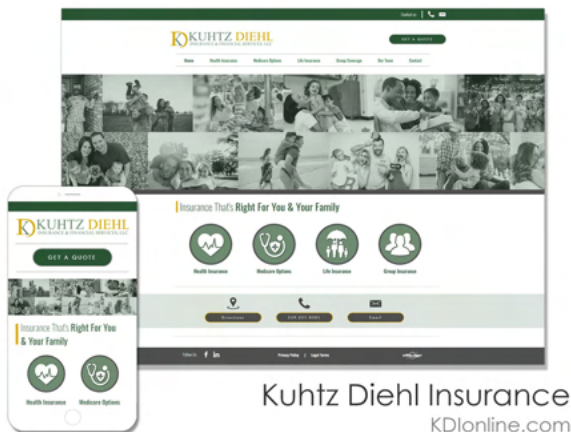 Contact us
KUHTZ DIEHL
INSURANCE & FINANCIAL SERVICES, LLC
GET A QUOTE
Home Health Insurance Medicare Options Life Insurance Group Coverage Our Team Contact
Insurance That's Right For You & Your Family
Health Insurance Medicare Options Life Insurance Group Insurance
Directions Email
Follow Us Privacy Policy | Legal Terms
KUHTZ DIEHL
INSURANCE & FINANCIAL SERVICES, LLC
GET A QUOTE
Insurance That's Right For You
& Your Family
Health Insurance Medicare Options
Kuhtz Diehl Insurance
KDIonline.com